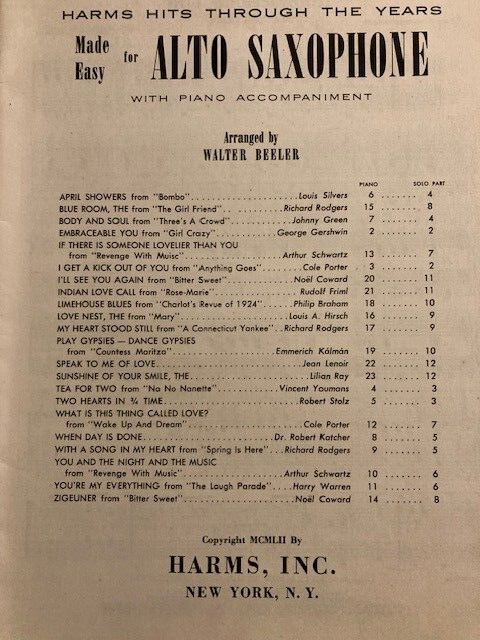 HARMS HITS THROUGH THE YEARS
Made Easy for ALTO SAXOPHONE
WITH PIANO ACCOMPANIMENT
Arranged by
WALTER BEELER
PIANO SOLO PART
APRIL SHOWERS from "Bombo" Louis Silvers 6 4
BLUE ROOM, THE from "The Girl Friend" Richard Rodgers 15 8
BODY AND SOUL from "Three's A Crowd" Johnny Green 7 4
EMBRACEABLE YOU from "Girl Crazy" George Gershwin 2 2
IF THERE IS SOMEONE LOVELIER THAN YOU
from "Revenge With Muisc" Arthur Schwartz 13 7
I GET A KICK OUT OF YOU from "Anything Goes" Cole Porter 3 2
I'LL SEE YOU AGAIN from "Bitter Sweet" Noël Coward 20 11
INDIAN LOVE CALL from "Rose-Marie" Rudolf Friml 21 11
LIMEHOUSE BLUES from "Charlot's Revue of 1924" Philip Braham 18 10
LOVE NEST, THE from "Mary" Louis A. Hirsch 16 9
MY HEART STOOD STILL from "A Connecticut Yankee" Richard Rodgers 17 9
PLAY GYPSIES — DANCE GYPSIES
from "Countess Maritza" Emmerich Kálmán 19 10
SPEAK TO ME OF LOVE Jean Lenoir 22 12
SUNSHINE OF YOUR SMILE, THE Lilian Ray 23 12
TEA FOR TWO from "No No Nanette" Vincent Youmans 4 3
TWO HEARTS IN ¾ TIME Robert Stolz 5 3
WHAT IS THIS THING CALLED LOVE?
from "Wake Up And Dream" Cole Porter 12 7
WHEN DAY IS DONE Dr. Robert Katcher 8 5
WITH A SONG IN MY HEART from "Spring Is Here" Richard Rodgers 9 5
YOU AND THE NIGHT AND THE MUSIC
from "Revenge With Music" Arthur Schwartz 10 6
YOU'RE MY EVERYTHING from "The Laugh Parade" Harry Warren 11 6
ZIGEUNER from "Bitter Sweet" Noël Coward 14 8
Copyright MCMLII By
HARMS, INC.
NEW YORK, N. Y.